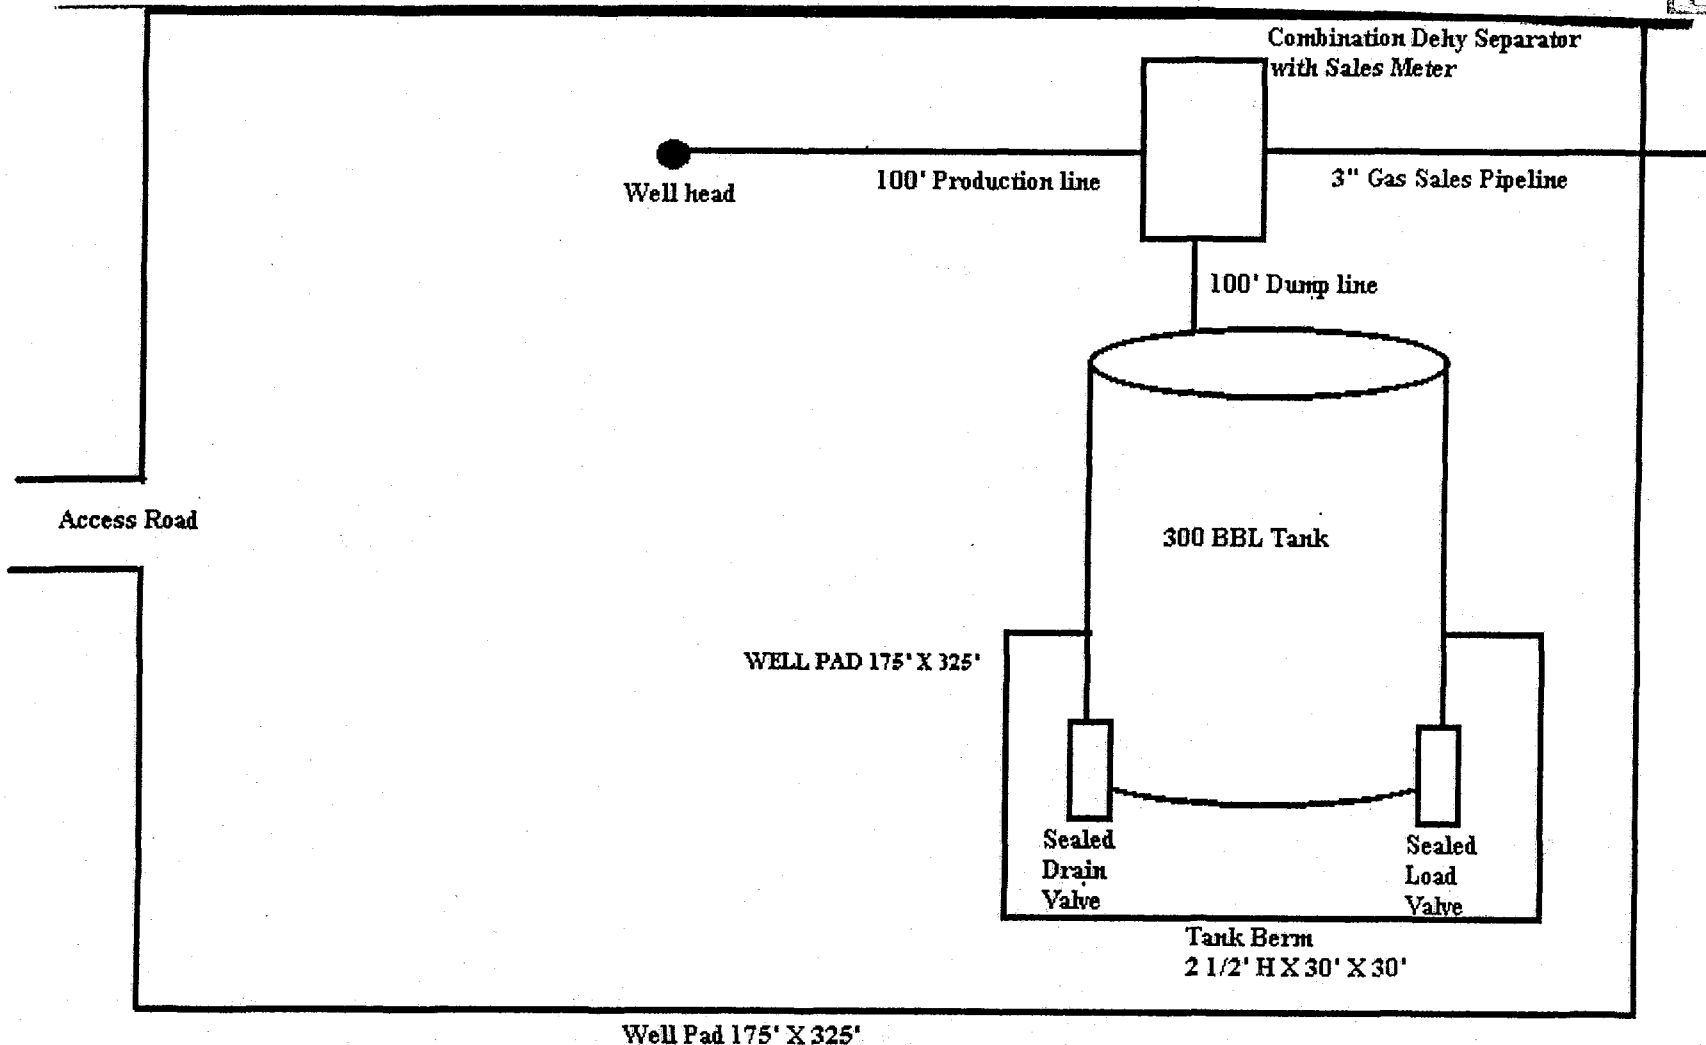 Combination Dehy Separator
with Sales Meter
Well head
100' Production line
3" Gas Sales Pipeline
100' Dump line
Access Road
300 BBL Tank
WELL PAD 175' X 325'
Sealed
Drain
Valve
Sealed
Load
Valve
Tank Berm
2 1/2' H X 30' X 30'
Well Pad 175' X 325'